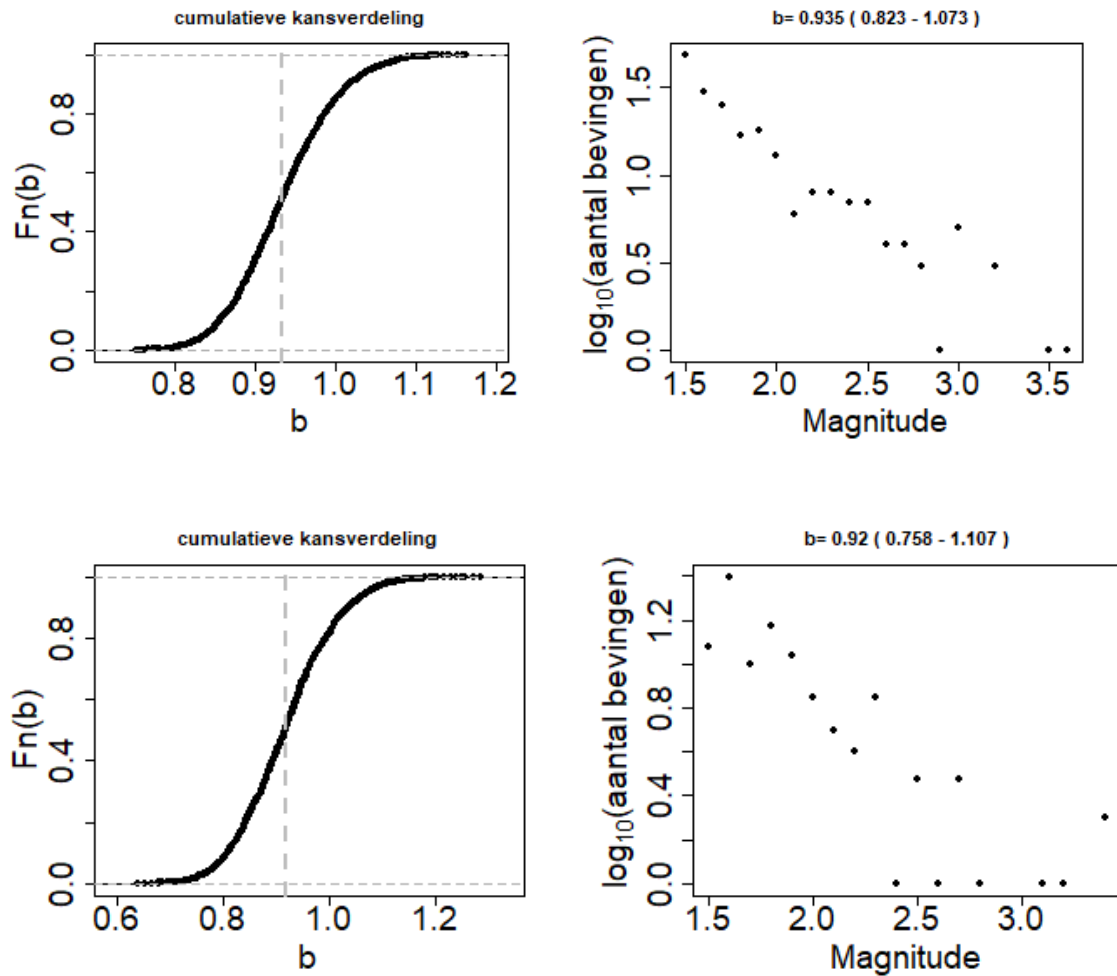 cumulatieve kansverdeling
Fn(b)
0.0 0.4 0.8
0.8 0.9 1.0 1.1 1.2
b
b= 0.935 ( 0.823 - 1.073 )
log10(aantal bevingen)
0.0 0.5 1.0 1.5
1.5 2.0 2.5 3.0 3.5
Magnitude
cumulatieve kansverdeling
Fn(b)
0.0 0.4 0.8
0.6 0.8 1.0 1.2
b
b= 0.92 ( 0.758 - 1.107 )
log10(aantal bevingen)
0.0 0.4 0.8 1.2
1.5 2.0 2.5 3.0
Magnitude